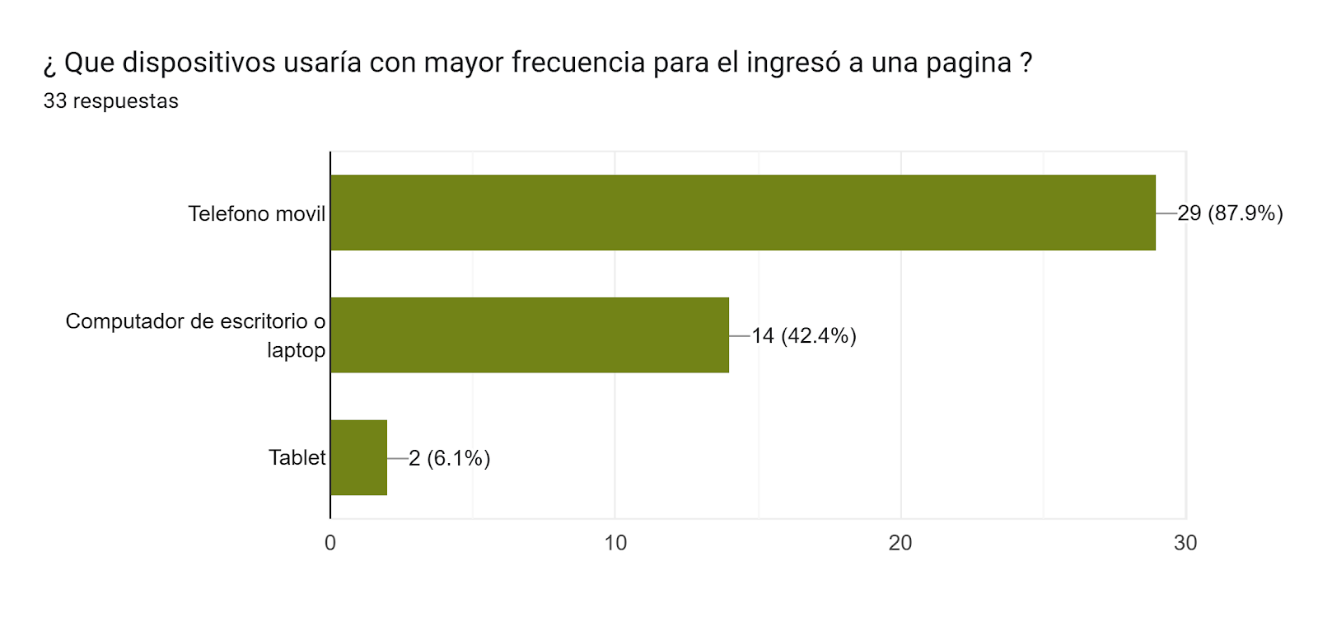 ¿ Que dispositivos usaría con mayor frecuencia para el ingresó a una pagina ?
33 respuestas
Telefono movil
29 (87.9%)
Computador de escritorio o
laptop
14 (42.4%)
Tablet
2 (6.1%)
0
10
20
30